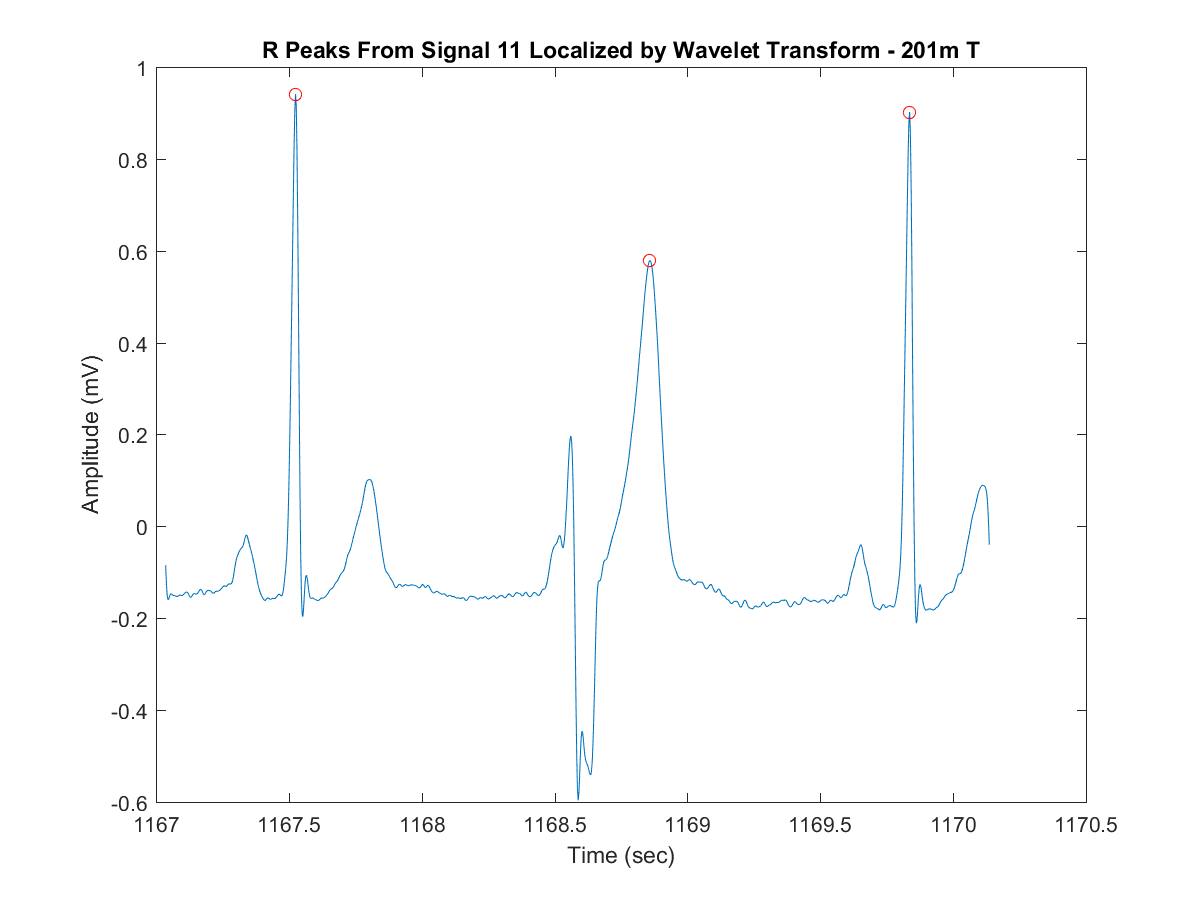 R Peaks From Signal 11 Localized by Wavelet Transform - 201m T
Amplitude (mV)
1
0.8
0.6
0.4
0.2
0
-0.2
-0.4
-0.6
1167 1167.5 1168 1168.5 1169 1169.5 1170 1170.5
Time (sec)